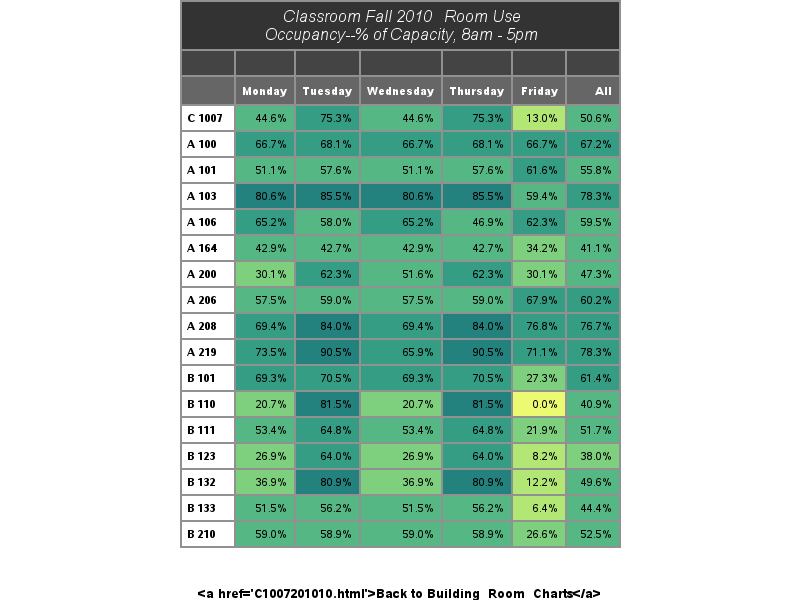 Classroom Fall 2010 Room Use
Occupancy--% of Capacity, 8am - 5pm
Monday Tuesday Wednesday Thursday Friday All
C 1007 44.6% 75.3% 44.6% 75.3% 13.0% 50.6%
A 100 66.7% 68.1% 66.7% 68.1% 66.7% 67.2%
A 101 51.1% 57.6% 51.1% 57.6% 61.6% 55.8%
A 103 80.6% 85.5% 80.6% 85.5% 59.4% 78.3%
A 106 65.2% 58.0% 65.2% 46.9% 62.3% 59.5%
A 164 42.9% 42.7% 42.9% 42.7% 34.2% 41.1%
A 200 30.1% 62.3% 51.6% 62.3% 30.1% 47.3%
A 206 57.5% 59.0% 57.5% 59.0% 67.9% 60.2%
A 208 69.4% 84.0% 69.4% 84.0% 76.8% 76.7%
A 219 73.5% 90.5% 65.9% 90.5% 71.1% 78.3%
B 101 69.3% 70.5% 69.3% 70.5% 27.3% 61.4%
B 110 20.7% 81.5% 20.7% 81.5% 0.0% 40.9%
B 111 53.4% 64.8% 53.4% 64.8% 21.9% 51.7%
B 123 26.9% 64.0% 26.9% 64.0% 8.2% 38.0%
B 132 36.9% 80.9% 36.9% 80.9% 12.2% 49.6%
B 133 51.5% 56.2% 51.5% 56.2% 6.4% 44.4%
B 210 59.0% 58.9% 59.0% 58.9% 26.6% 52.5%
<a href='C1007201010.html'>Back to Building Room Charts</a>